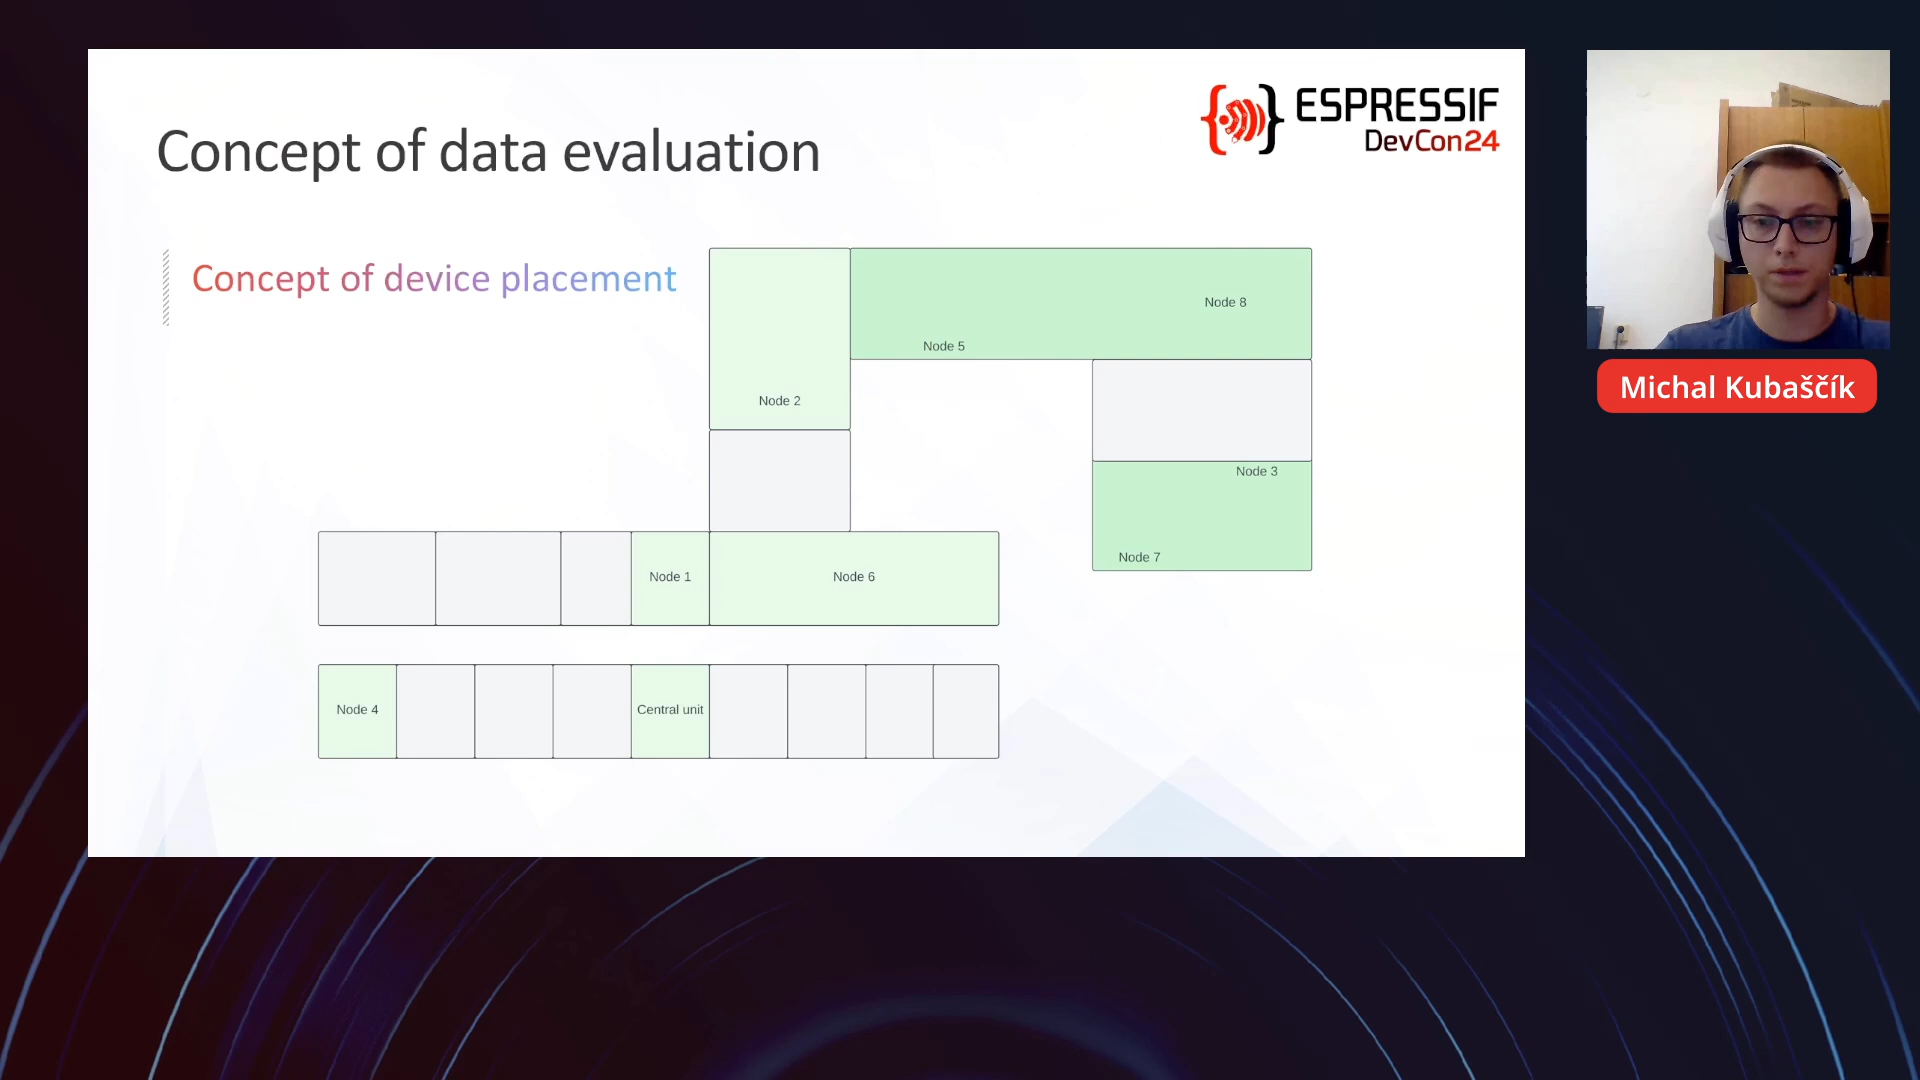 Concept of data evaluation
ESPRESSIF
DevCon24
Concept of device placement
Node 8
Node 5
Node 2
Node 3
Node 7
Node 1
Node 6
Node 4
Central unit
Michal Kubaščík